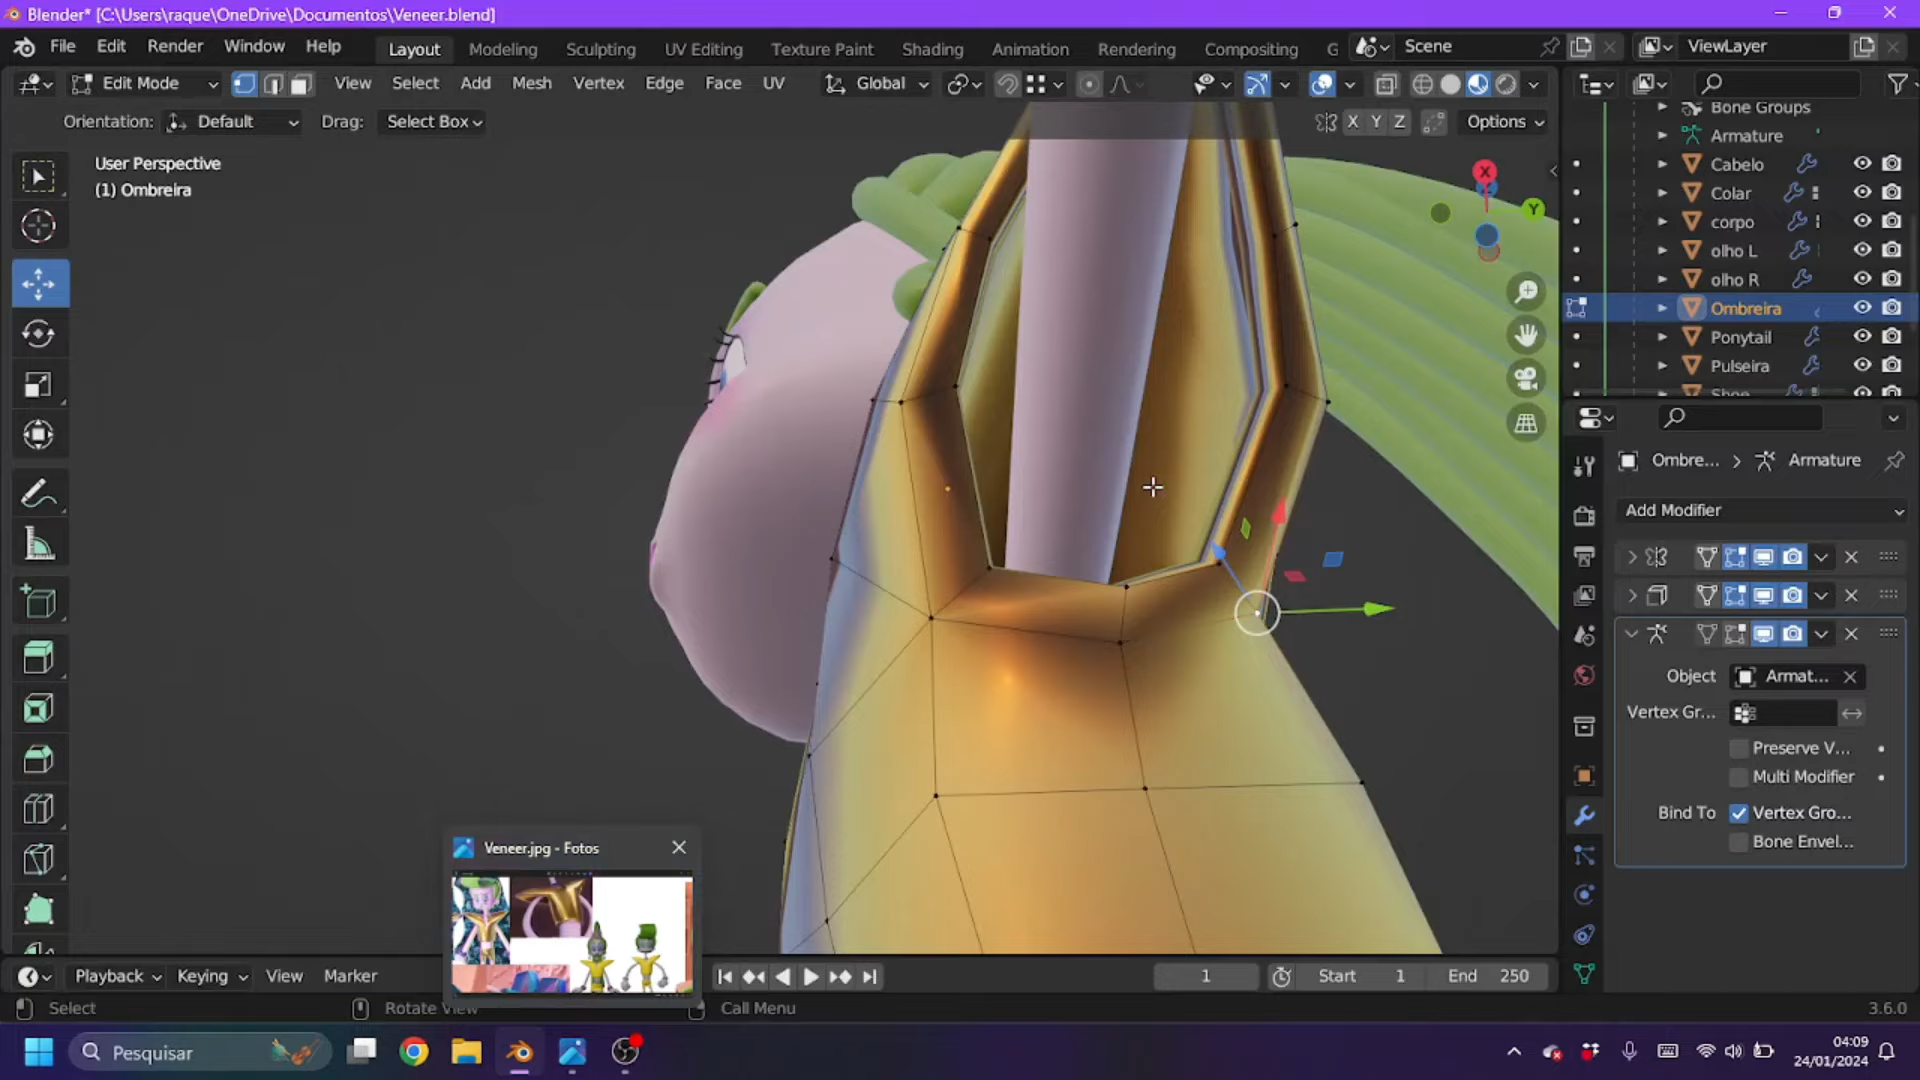 Blender* [C:\Users\raque\OneDrive\Documentos\Veneer.blend]
File Edit Render Window Help Layout Modeling Sculpting UV Editing Texture Paint Shading Animation Rendering Compositing G Scene ViewLayer
Edit Mode View Select Add Mesh Vertex Edge Face UV Global
Orientation: Default Drag: Select Box X Y Z Options
User Perspective
(1) Ombreira
X
Y
Bone Groups
Armature
Cabelo
Colar
corpo
olho L
olho R
Ombreira
Ponytail
Pulseira
Ombre... > Armature
Add Modifier
Object Armat...
Vertex Gr...
Preserve V...
Multi Modifier
Bind To Vertex Gro...
Bone Envel...
Veneer.jpg - Fotos
Playback Keying View Marker 1 Start 1 End 250
Select Rotate View Call Menu 3.6.0
Pesquisar
04:09
24/01/2024